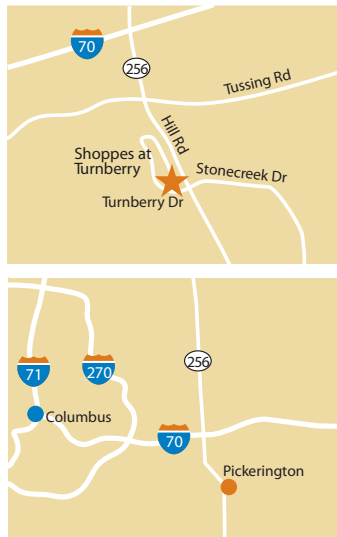 70
256
Tussing Rd
Hill Rd
Shoppes at
Turnberry
Stonecreek Dr
Turnberry Dr
256
71
270
Columbus
70
Pickerington